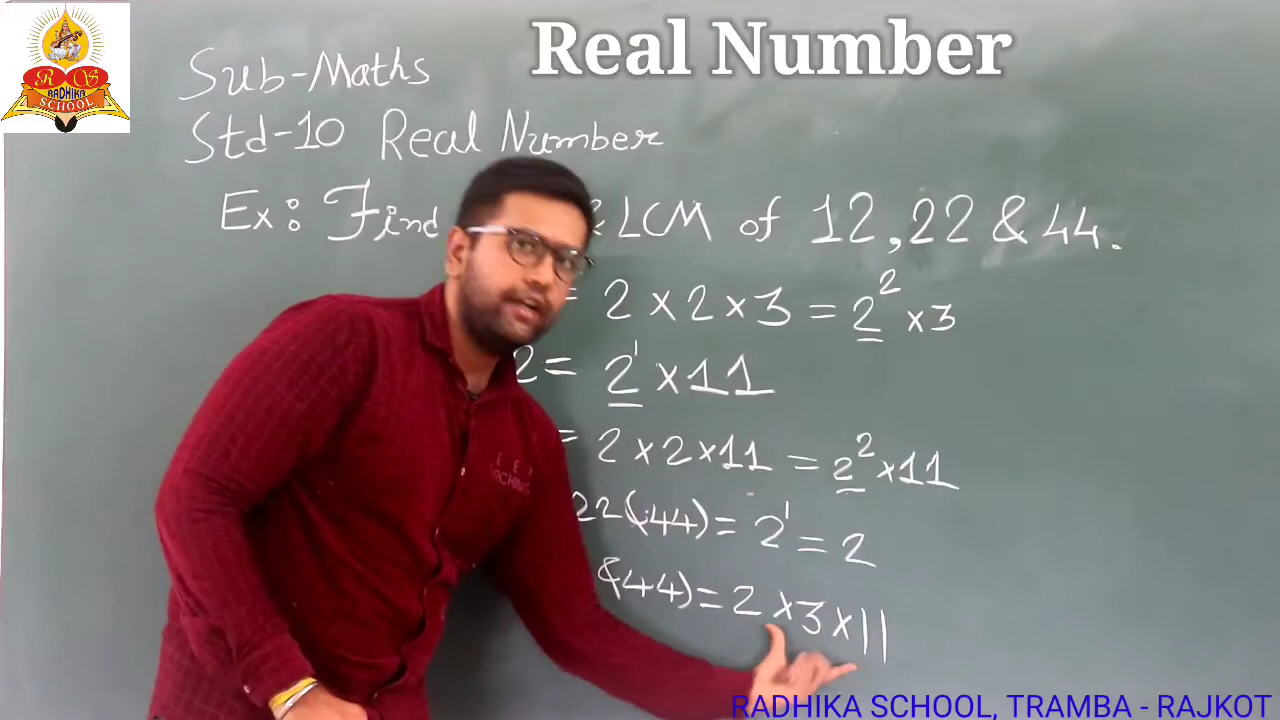 Real Number
R S
RADHIKA
SCHOOL
Sub-Maths
Std-10 Real Number
Ex: Find & LCM of 12, 22 & 44.
= 2 × 2 × 3 = 2² × 3
2 = 2¹ × 11
= 2 × 2 × 11 = 2² × 11
22 & 44) = 2¹ = 2
& 44) = 2 × 3 × 11
RADHIKA SCHOOL, TRAMBA - RAJKOT